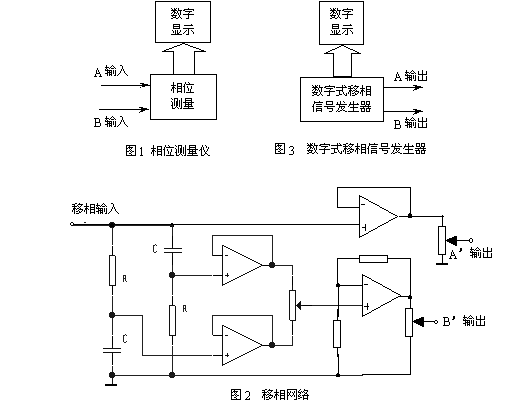 数字
显示
A 输入
B 输入
相位
测量
图1 相位测量仪
数字
显示
数字式移相
信号发生器
A 输出
B 输出
图3 数字式移相信号发生器
移相输入
R
C
C
R
-
+
-
+
-
+
-
+
A' 输出
B' 输出
图2 移相网络